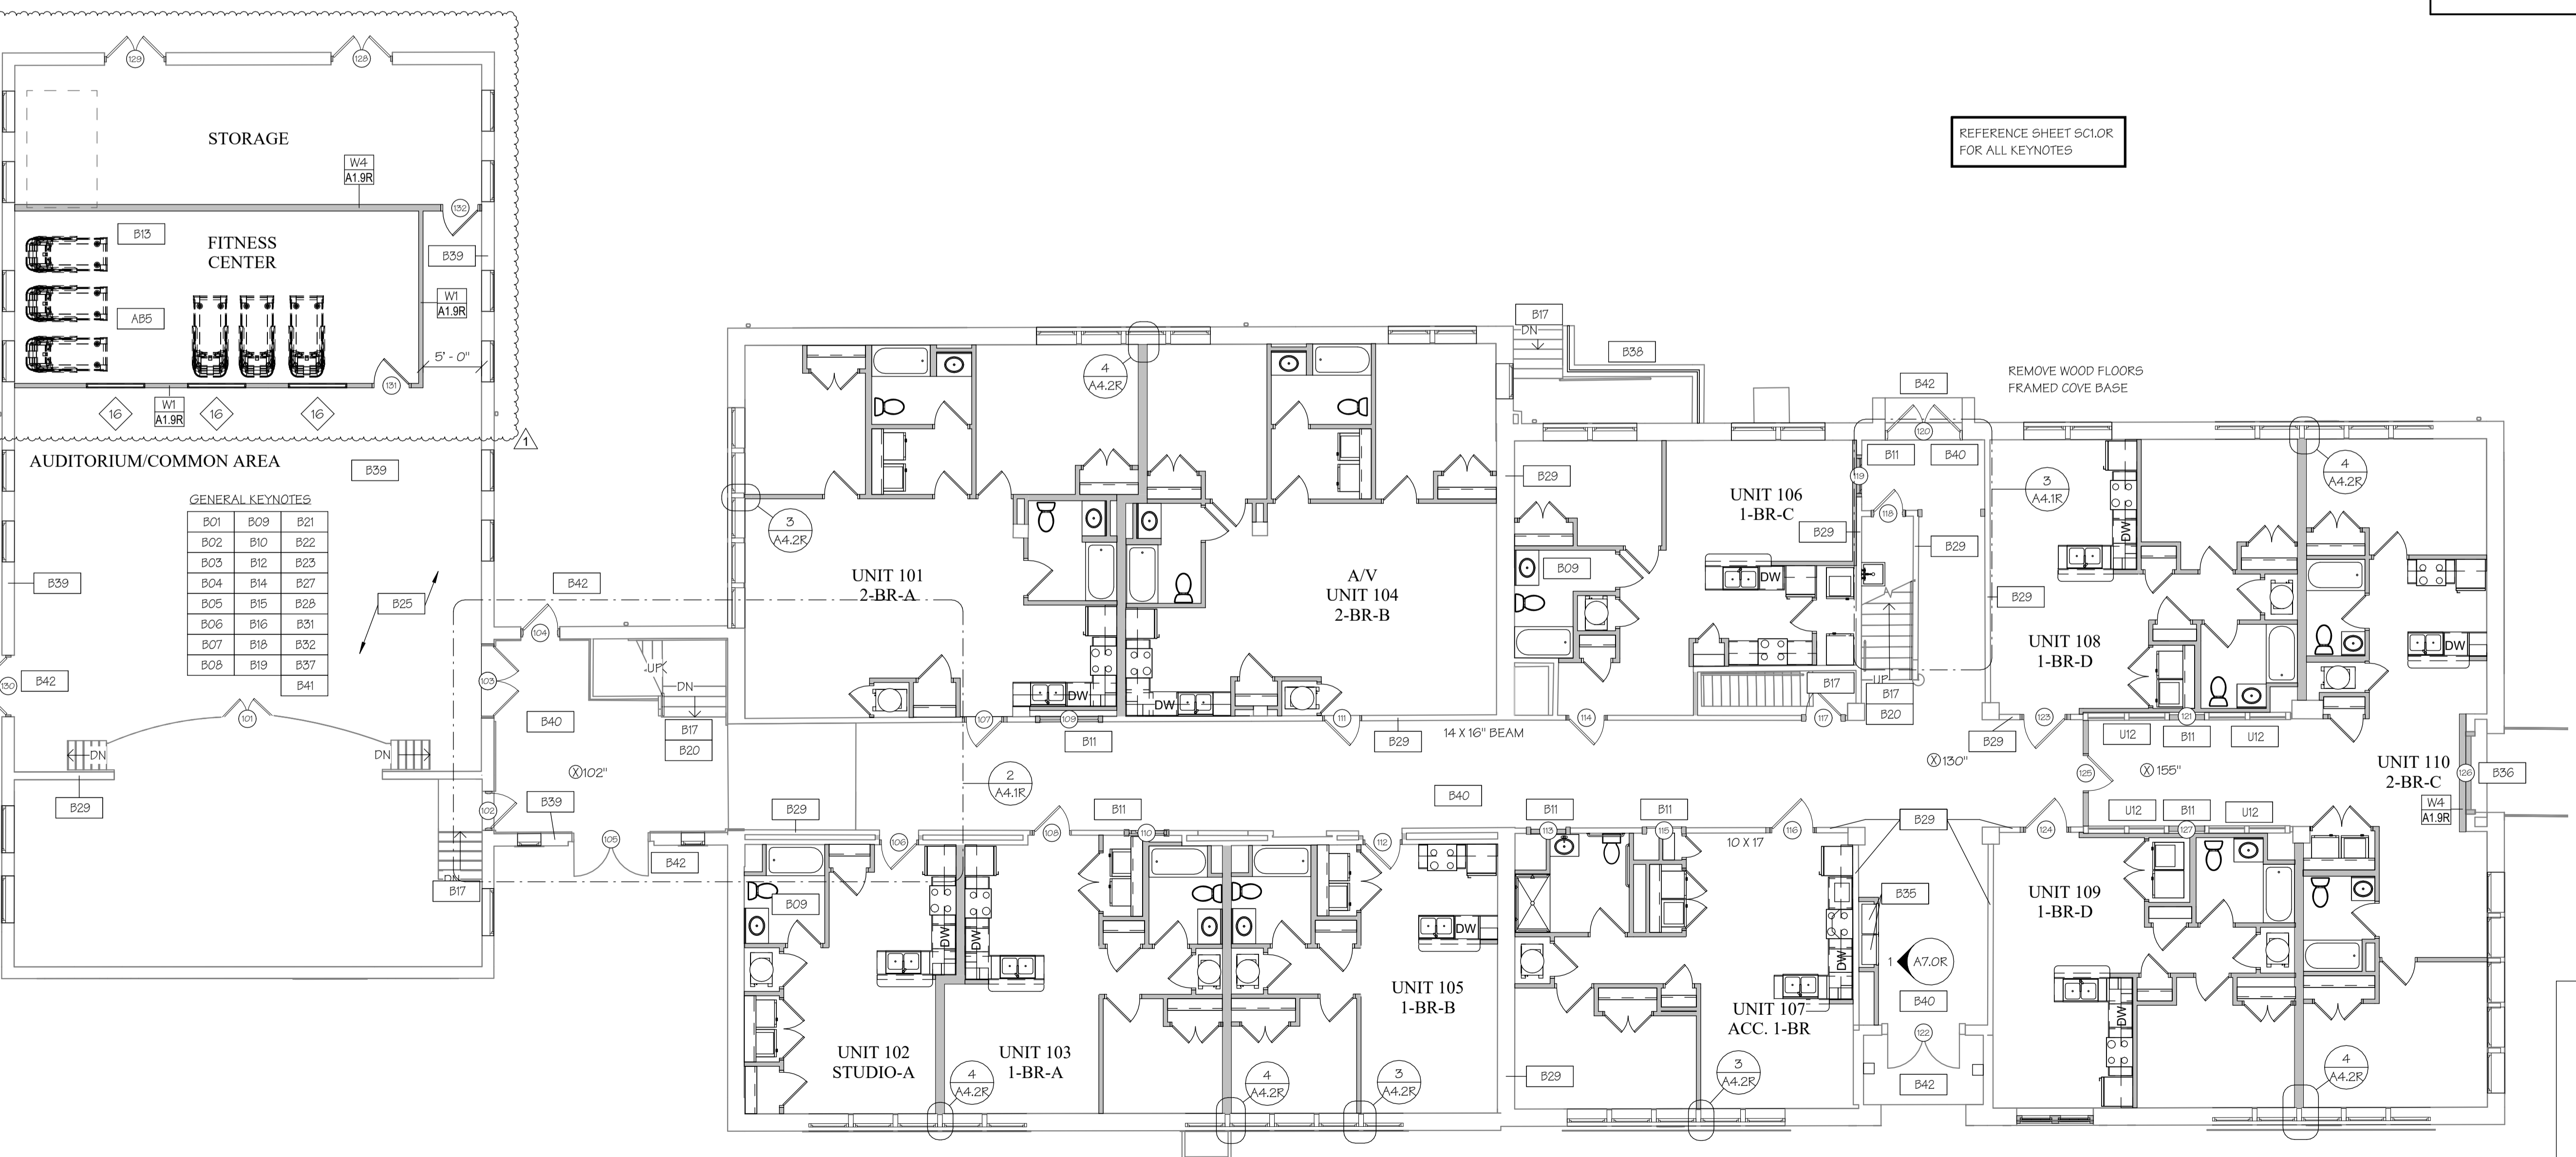 129
128
STORAGE
W4
A1.9R
132
B13
FITNESS
CENTER
B39
W1
A1.9R
AB5
5' - 0"
131
16
W1
A1.9R
16
16
1
AUDITORIUM/COMMON AREA
B39
GENERAL KEYNOTES
B01 B09 B21
B02 B10 B22
B03 B12 B23
B04 B14 B27
B05 B15 B28
B06 B16 B31
B07 B18 B32
B08 B19 B37
B41
B39
B25
B42
104
130
B42
103
101
B40
UP
DN
B17
B20
DN
DN
102"
B29
102
B39
105
B42
DN
B17
REFERENCE SHEET SC1.0R
FOR ALL KEYNOTES
B17
DN
B38
4
A4.2R
3
A4.2R
UNIT 101
2-BR-A
A/V
UNIT 104
2-BR-B
DW
DW
107
109
B11
111
B29
14 X 16" BEAM
2
A4.1R
B29
B40
REMOVE WOOD FLOORS
FRAMED COVE BASE
B42
120
B29
UNIT 106
1-BR-C
119
B11
B40
B29
118
B29
B09
DW
B29
3
A4.1R
4
A4.2R
DW
UNIT 108
1-BR-D
DW
B17
UP
B17
B20
114
117
B29
123
121
U12
B11
U12
130"
155"
125
UNIT 110
2-BR-C
126
B36
W4
A1.9R
U12
B11
U12
124
127
106
108
B11
110
112
B11
113
B11
115
10 X 17
116
B29
B09
DW
DW
DW
DW
B35
1
A7.0R
B40
122
B42
UNIT 102
STUDIO-A
UNIT 103
1-BR-A
UNIT 105
1-BR-B
UNIT 107
ACC. 1-BR
UNIT 109
1-BR-D
DW
B29
4
A4.2R
4
A4.2R
3
A4.2R
3
A4.2R
4
A4.2R